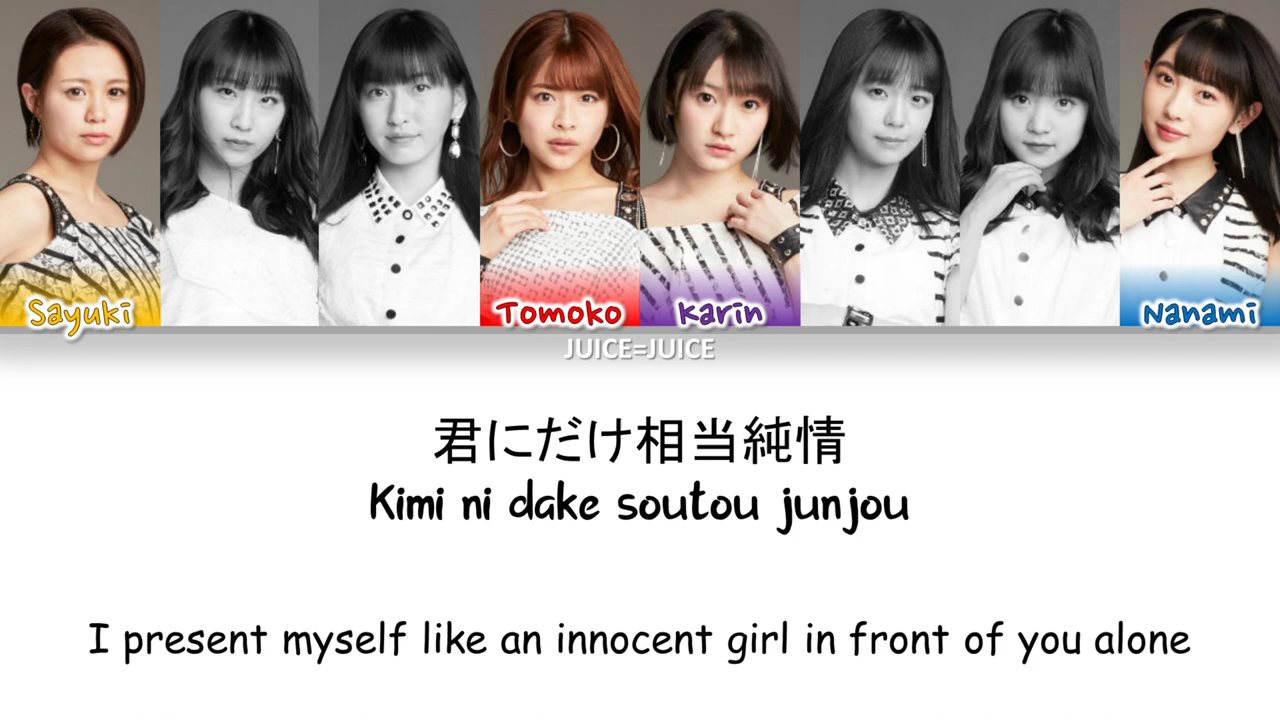 Sayuki
Tomoko
Karin
Nanami
JUICE=JUICE
君にだけ相当純情
Kimi ni dake soutou junjou
I present myself like an innocent girl in front of you alone